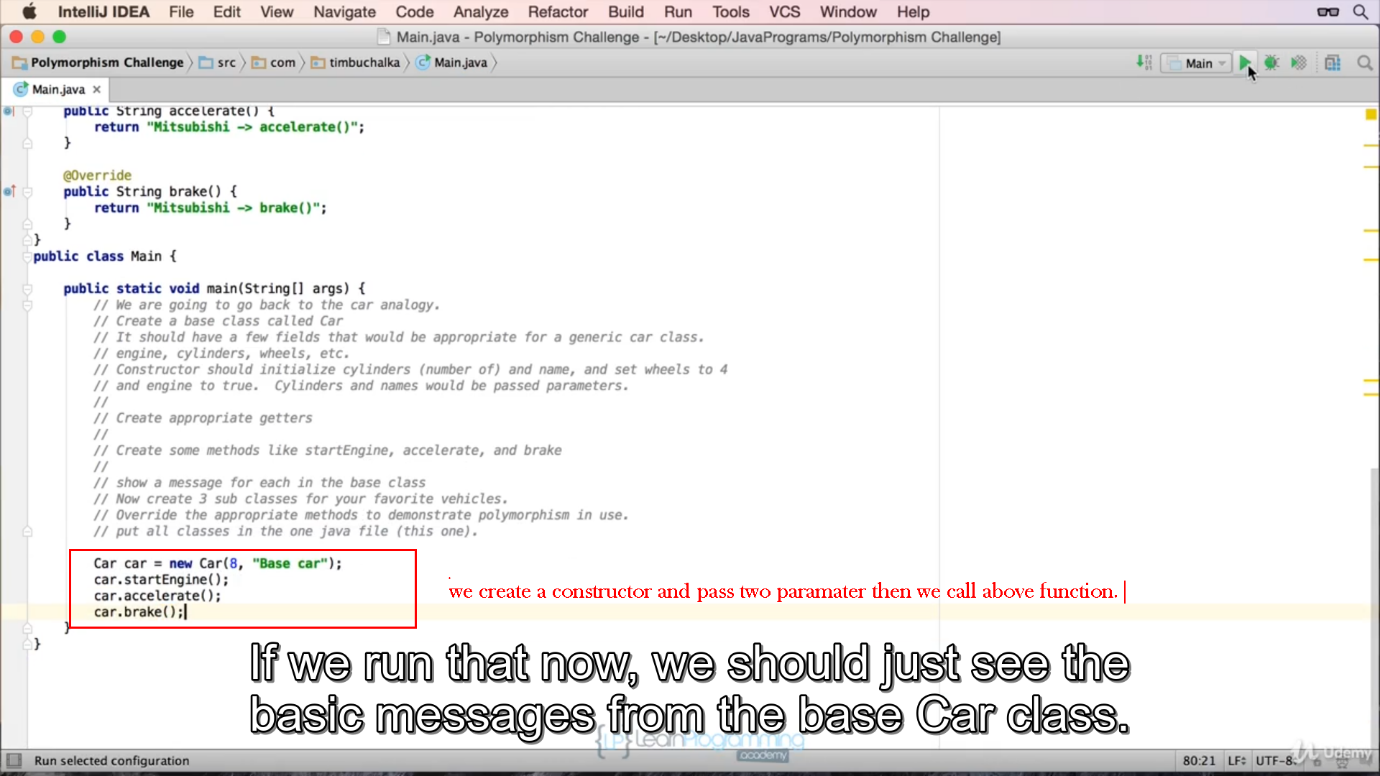 IntelliJ IDEA File Edit View Navigate Code Analyze Refactor Build Run Tools VCS Window Help
Main.java - Polymorphism Challenge - [~/Desktop/JavaPrograms/Polymorphism Challenge]
Polymorphism Challenge src com timbuchalka Main.java Main
Main.java
public String accelerate() {
return "Mitsubishi -> accelerate()";
}
@Override
public String brake() {
return "Mitsubishi -> brake()";
}
}
public class Main {
public static void main(String[] args) {
// We are going to go back to the car analogy.
// Create a base class called Car
// It should have a few fields that would be appropriate for a generic car class.
// engine, cylinders, wheels, etc.
// Constructor should initialize cylinders (number of) and name, and set wheels to 4
// and engine to true.  Cylinders and names would be passed parameters.
//
// Create appropriate getters
//
// Create some methods like startEngine, accelerate, and brake
//
// show a message for each in the base class
// Now create 3 sub classes for your favorite vehicles.
// Override the appropriate methods to demonstrate polymorphism in use.
// put all classes in the one java file (this one).
Car car = new Car(8, "Base car");
car.startEngine();
car.accelerate();
car.brake();
we create a constructor and pass two paramater then we call above function.
}
}
If we run that now, we should just see the
basic messages from the base Car class.
{LP} LearnProgramming
academy
Run selected configuration 80:21 LF UTF-8 Udemy